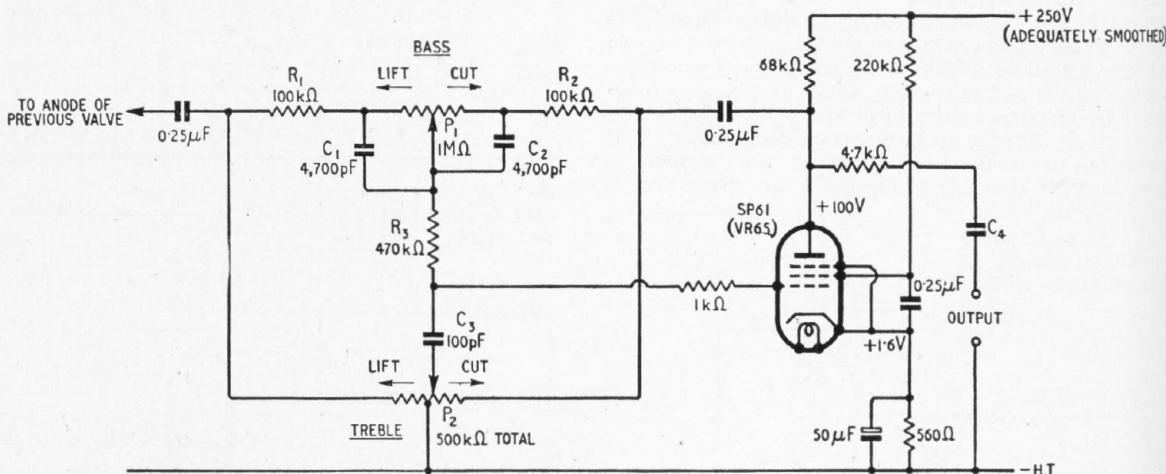 +250V
(ADEQUATELY SMOOTHED)
68kΩ
220kΩ
BASS
LIFT
CUT
R1
100kΩ
R2
100kΩ
TO ANODE OF
PREVIOUS VALVE
0·25μF
P1
1MΩ
C1
4,700pF
C2
4,700pF
0·25μF
4·7kΩ
+100V
SP61
(VR65)
C4
R3
470kΩ
1kΩ
0·25μF
OUTPUT
+1·6V
C3
100pF
LIFT
CUT
P2
500kΩ TOTAL
TREBLE
50μF
560Ω
-H.T